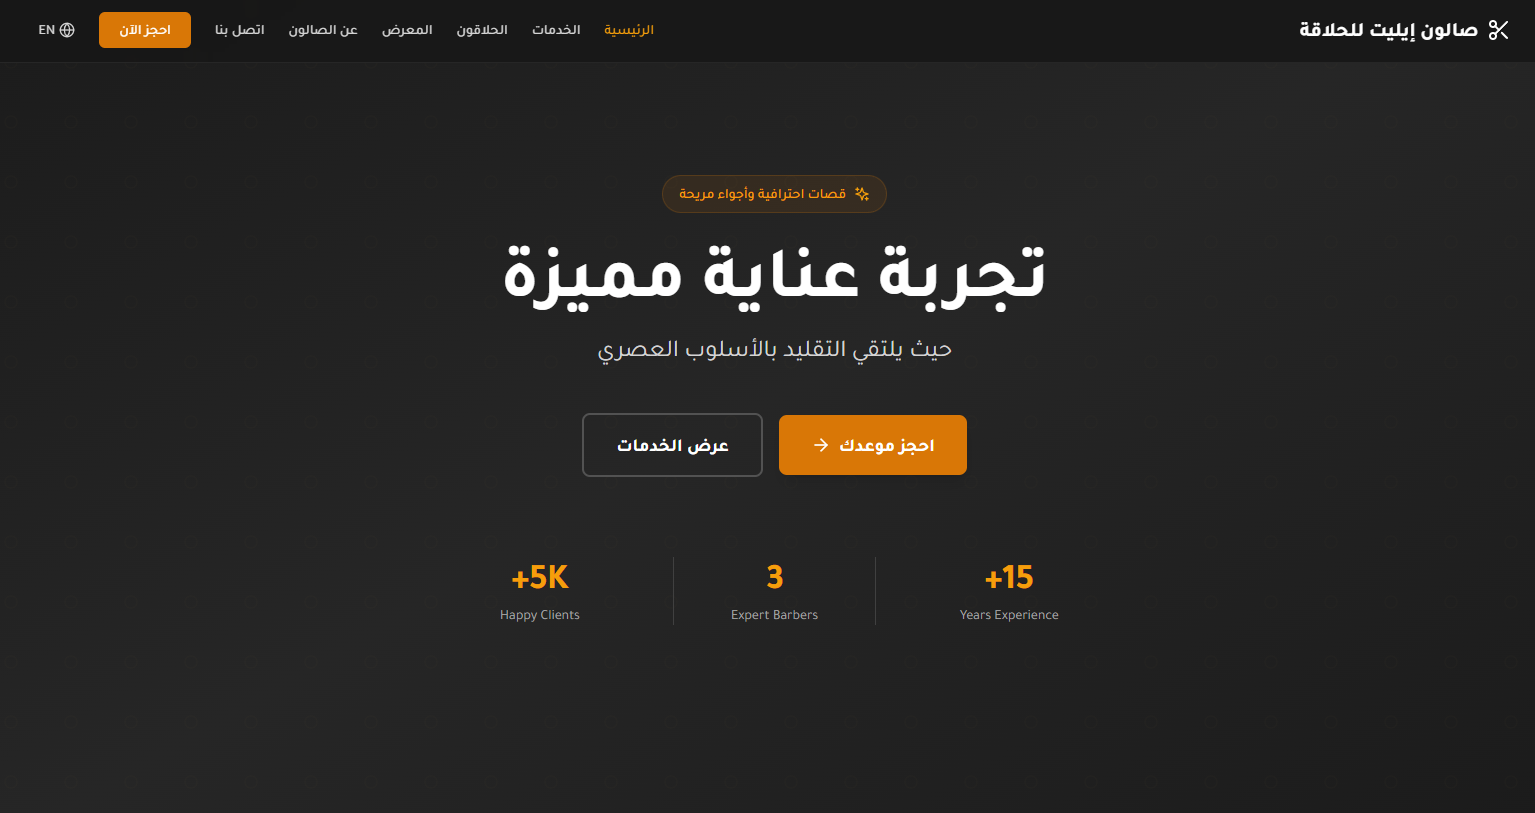 صالون إيليت للحلاقة
الرئيسية
الخدمات
الحلاقون
المعرض
عن الصالون
اتصل بنا
احجز الآن
EN
قصات احترافية وأجواء مريحة
تجربة عناية مميزة
حيث يلتقي التقليد بالأسلوب العصري
احجز موعدك →
عرض الخدمات
+15
Years Experience
3
Expert Barbers
+5K
Happy Clients